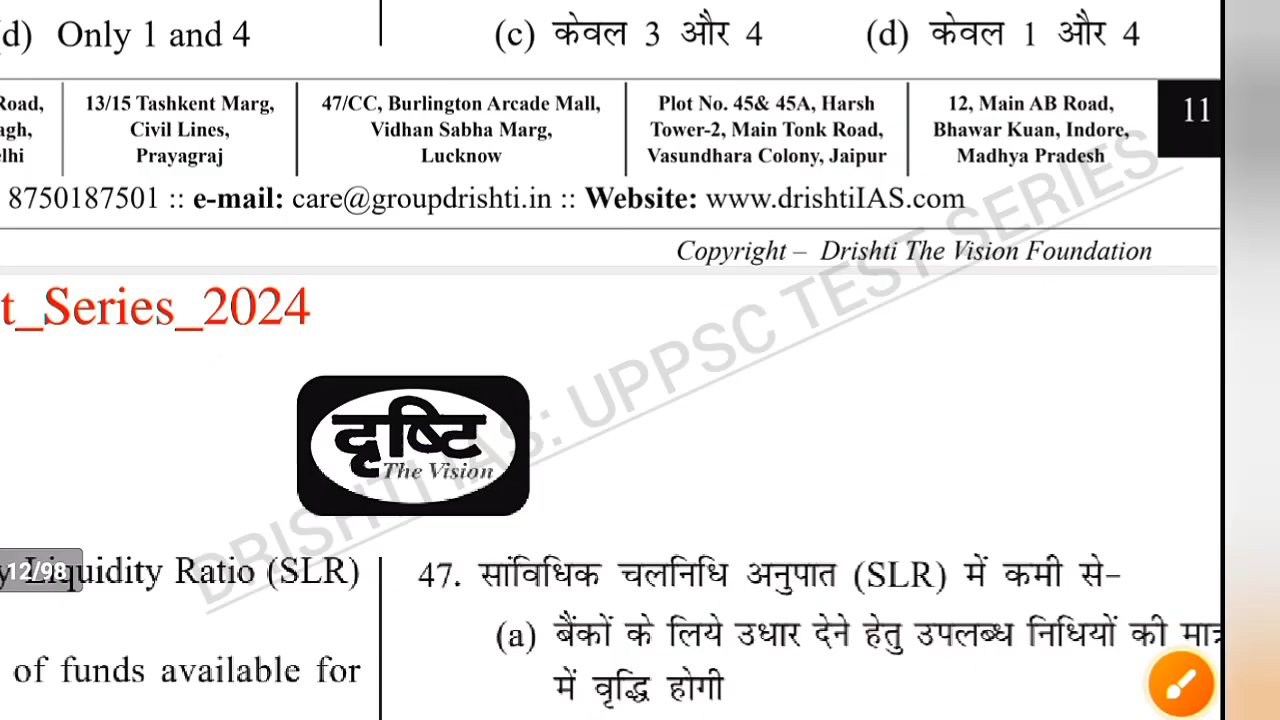 (d) Only 1 and 4
(c) केवल 3 और 4 (d) केवल 1 और 4
Road,
13/15 Tashkent Marg,
Civil Lines,
Prayagraj
47/CC, Burlington Arcade Mall,
Vidhan Sabha Marg,
Lucknow
Plot No. 45& 45A, Harsh
Tower-2, Main Tonk Road,
Vasundhara Colony, Jaipur
12, Main AB Road,
Bhawar Kuan, Indore,
Madhya Pradesh
11
8750187501 :: e-mail: care@groupdrishti.in :: Website: www.drishtiIAS.com
Copyright – Drishti The Vision Foundation
t_Series_2024
DRISHTI IAS: UPPSC TEST SERIES
दृष्टि
The Vision
12/98
y Liquidity Ratio (SLR)
of funds available for
47. सांविधिक चलनिधि अनुपात (SLR) में कमी से–
(a) बैंकों के लिये उधार देने हेतु उपलब्ध निधियों की मात्र
में वृद्धि होगी